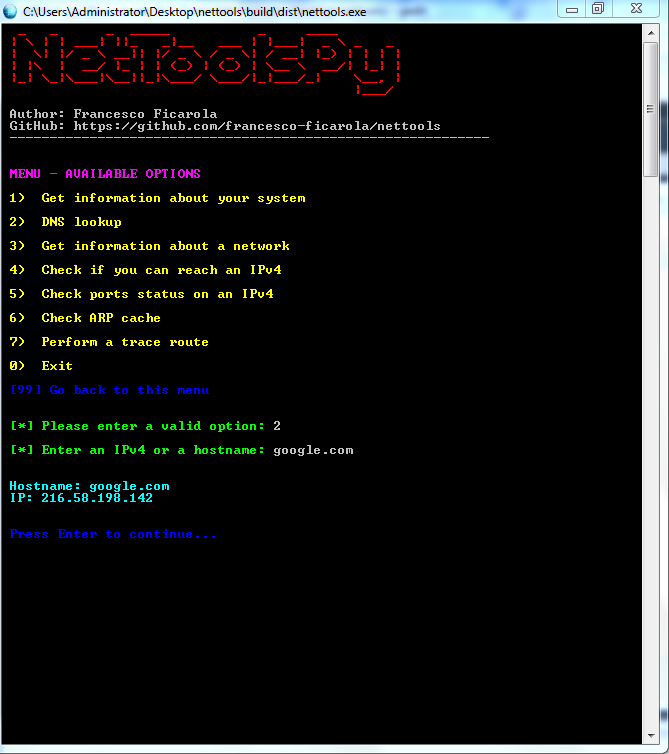 C:\Users\Administrator\Desktop\nettools\build\dist\nettools.exe
NetToolsPy
Author: Francesco Ficarola
GitHub: https://github.com/francesco-ficarola/nettools
------------------------------------------------------------
MENU - AVAILABLE OPTIONS
1) Get information about your system
2) DNS lookup
3) Get information about a network
4) Check if you can reach an IPv4
5) Check ports status on an IPv4
6) Check ARP cache
7) Perform a trace route
0) Exit
[99] Go back to this menu
[*] Please enter a valid option: 2
[*] Enter an IPv4 or a hostname: google.com
Hostname: google.com
IP: 216.58.198.142
Press Enter to continue...